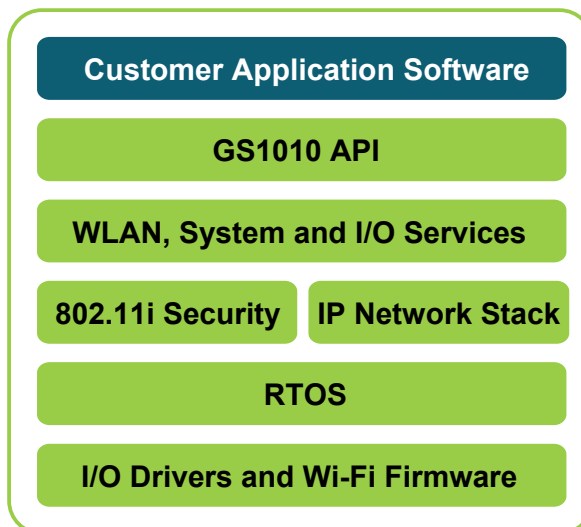 Customer Application Software
GS1010 API
WLAN, System and I/O Services
802.11i Security
IP Network Stack
RTOS
I/O Drivers and Wi-Fi Firmware